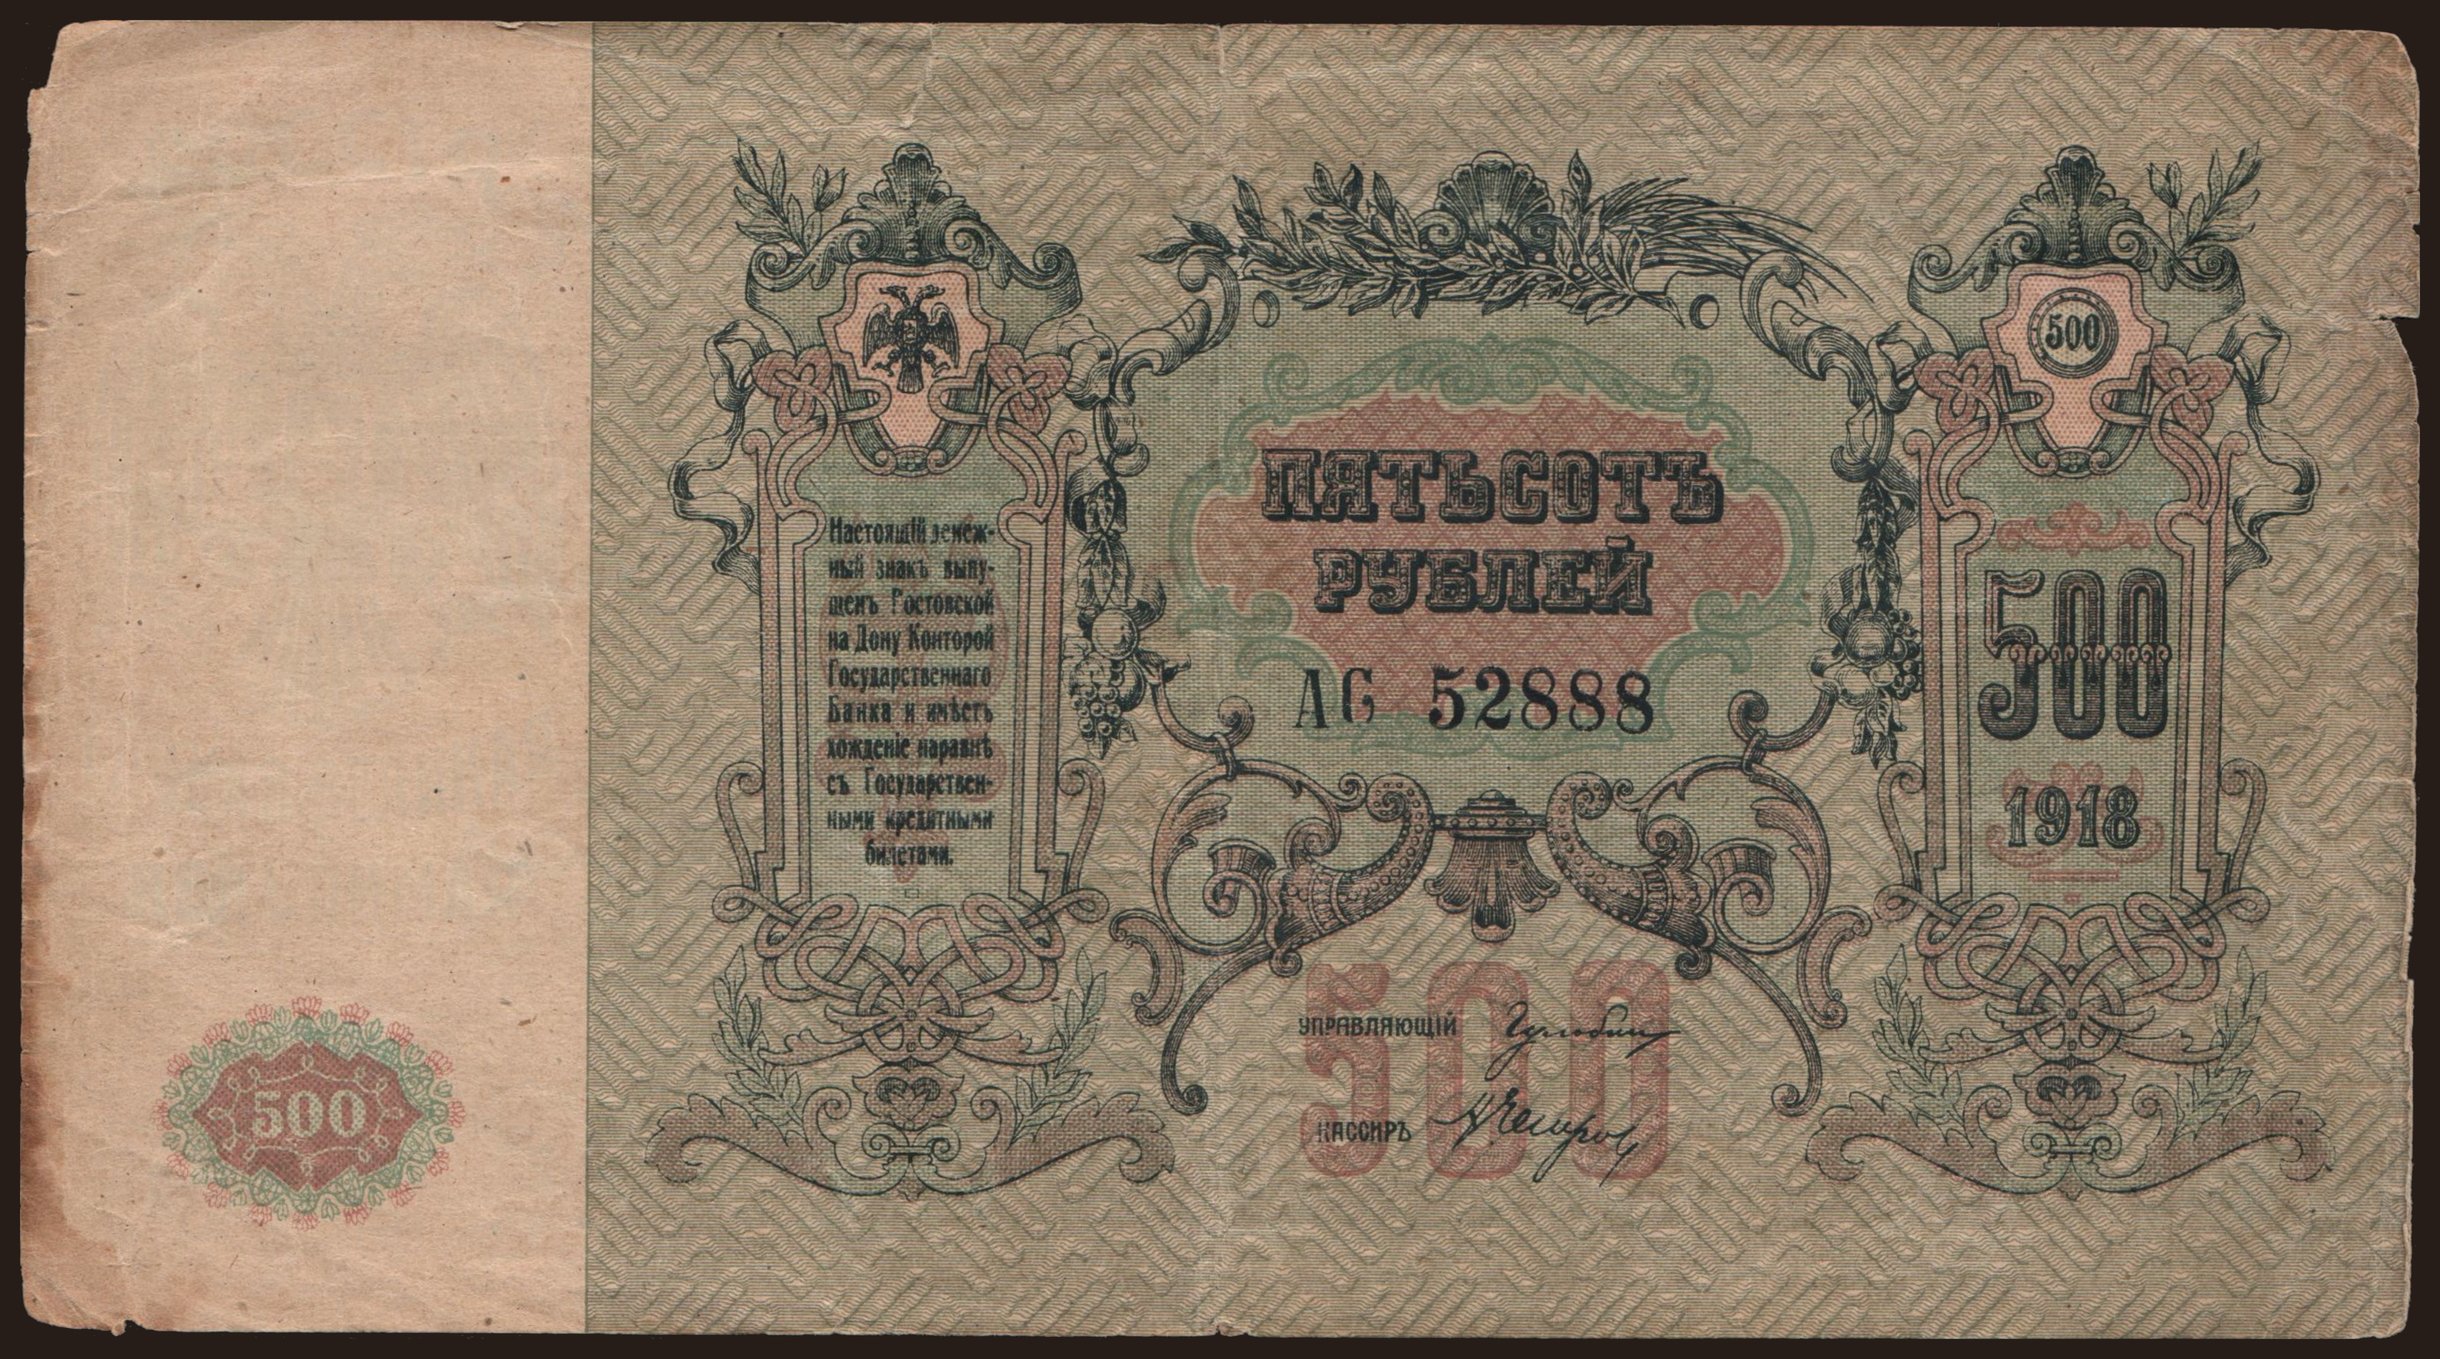 500
Настоящій денеж-
ный знакъ выпу-
щенъ Ростовской
на Дону Конторой
Государственнаго
Банка и имѣетъ
хожденіе наравнѣ
съ Государствен-
ными кредитными
билетами.
ПЯТЬСОТЪ
РУБЛЕЙ
АС 52888
500
500
1918
500
УПРАВЛЯЮЩІЙ
КАССИРЪ